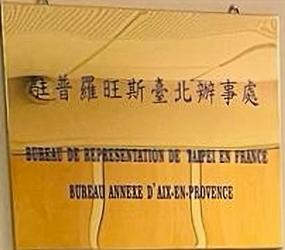 駐普羅旺斯臺北辦事處
BUREAU DE REPRESENTATION DE TAIPEI EN FRANCE
BUREAU ANNEXE D'AIX-EN-PROVENCE